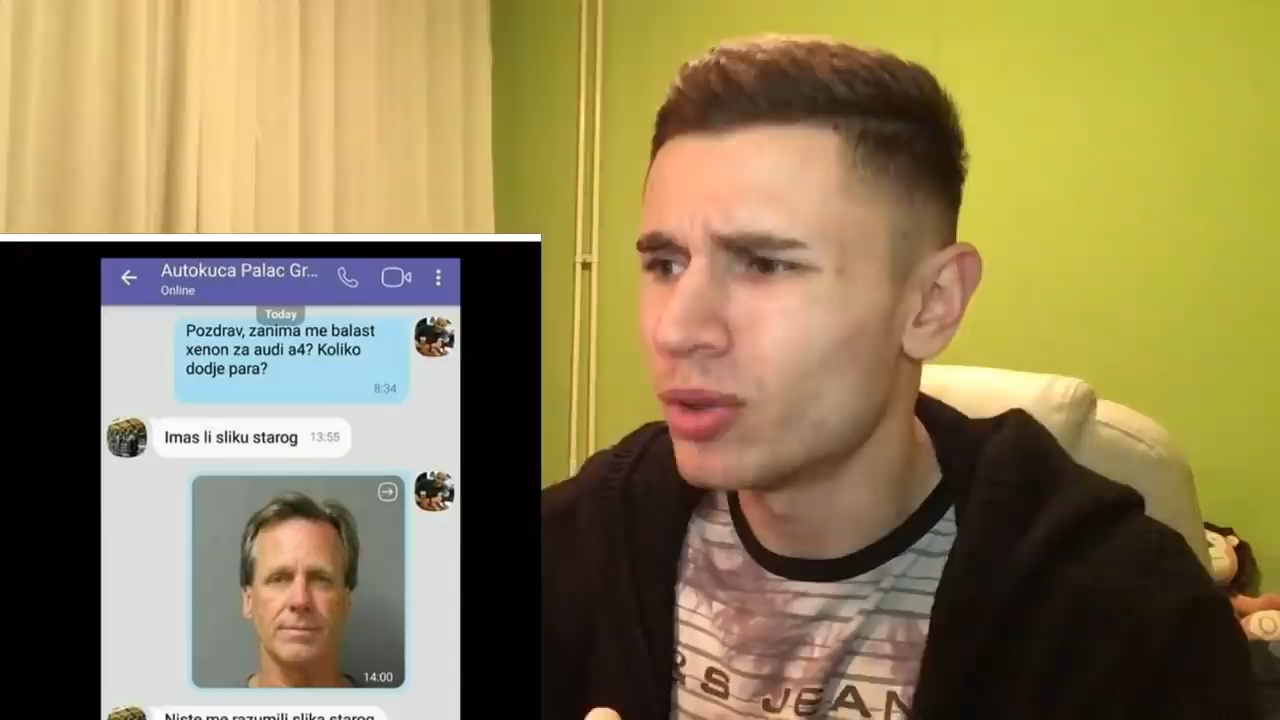 Autokuca Palac Gr...
Online
Today
Pozdrav, zanima me balast
xenon za audi a4? Koliko
dodje para?
8:34
Imas li sliku starog 13:55
14:00
Niste me razumili slika starog
S JEAN